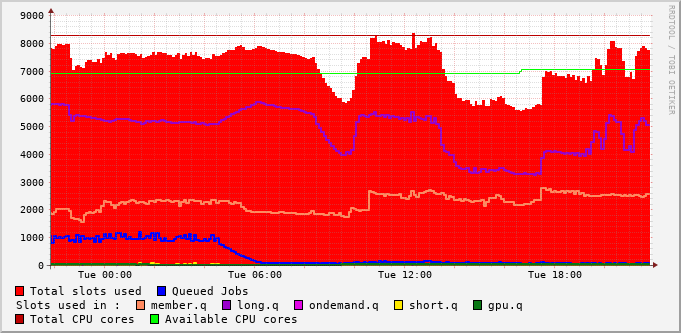 RRDTOOL / TOBI OETIKER
9000
8000
7000
6000
5000
4000
3000
2000
1000
0
Tue 00:00 Tue 06:00 Tue 12:00 Tue 18:00
Total slots used Queued Jobs
Slots used in : member.q long.q ondemand.q short.q gpu.q
Total CPU cores Available CPU cores